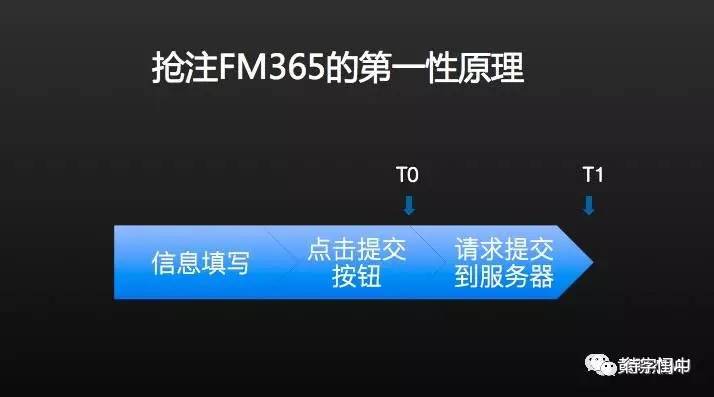 抢注FM365的第一性原理
T0
T1
信息填写
点击提交
按钮
请求提交
到服务器